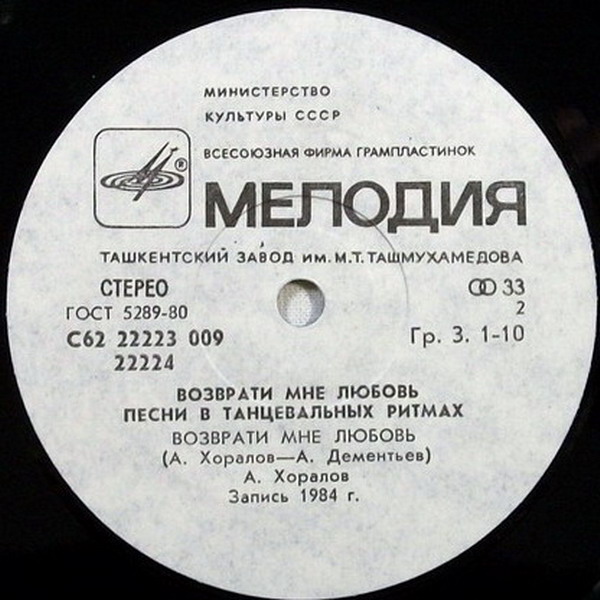 МИНИСТЕРСТВО
КУЛЬТУРЫ СССР
ВСЕСОЮЗНАЯ ФИРМА ГРАМПЛАСТИНОК
®
МЕЛОДИЯ
ТАШКЕНТСКИЙ ЗАВОД ИМ. М.Т. ТАШМУХАМЕДОВА
СТЕРЕО
ГОСТ 5289-80
С62 22223 009
22224
33
2
Гр. 3. 1-10
ВОЗВРАТИ МНЕ ЛЮБОВЬ
ПЕСНИ В ТАНЦЕВАЛЬНЫХ РИТМАХ
ВОЗВРАТИ МНЕ ЛЮБОВЬ
(А. Хоралов—А. Дементьев)
А. Хоралов
Запись 1984 г.